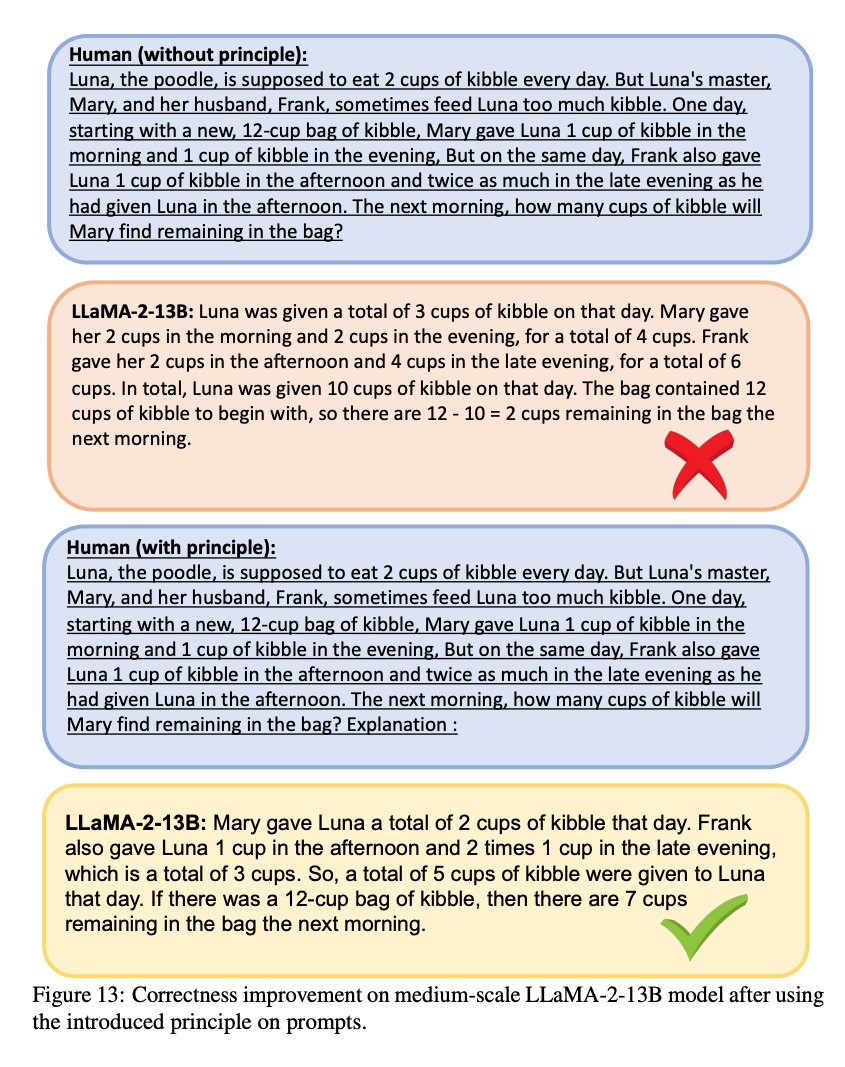 Human (without principle):
Luna, the poodle, is supposed to eat 2 cups of kibble every day. But Luna's master,
Mary, and her husband, Frank, sometimes feed Luna too much kibble. One day,
starting with a new, 12-cup bag of kibble, Mary gave Luna 1 cup of kibble in the
morning and 1 cup of kibble in the evening, But on the same day, Frank also gave
Luna 1 cup of kibble in the afternoon and twice as much in the late evening as he
had given Luna in the afternoon. The next morning, how many cups of kibble will
Mary find remaining in the bag?
LLaMA-2-13B: Luna was given a total of 3 cups of kibble on that day. Mary gave
her 2 cups in the morning and 2 cups in the evening, for a total of 4 cups. Frank
gave her 2 cups in the afternoon and 4 cups in the late evening, for a total of 6
cups. In total, Luna was given 10 cups of kibble on that day. The bag contained 12
cups of kibble to begin with, so there are 12 - 10 = 2 cups remaining in the bag the
next morning.
Human (with principle):
Luna, the poodle, is supposed to eat 2 cups of kibble every day. But Luna's master,
Mary, and her husband, Frank, sometimes feed Luna too much kibble. One day,
starting with a new, 12-cup bag of kibble, Mary gave Luna 1 cup of kibble in the
morning and 1 cup of kibble in the evening, But on the same day, Frank also gave
Luna 1 cup of kibble in the afternoon and twice as much in the late evening as he
had given Luna in the afternoon. The next morning, how many cups of kibble will
Mary find remaining in the bag? Explanation :
LLaMA-2-13B: Mary gave Luna a total of 2 cups of kibble that day. Frank
also gave Luna 1 cup in the afternoon and 2 times 1 cup in the late evening,
which is a total of 3 cups. So, a total of 5 cups of kibble were given to Luna
that day. If there was a 12-cup bag of kibble, then there are 7 cups
remaining in the bag the next morning.
Figure 13: Correctness improvement on medium-scale LLaMA-2-13B model after using
the introduced principle on prompts.